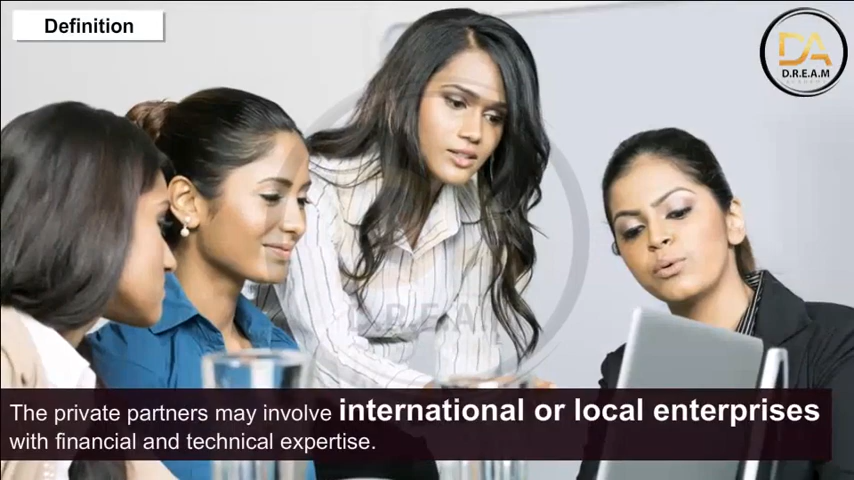 Definition
DA
D.R.E.A.M
D.R.E.A.M
The private partners may involve international or local enterprises
with financial and technical expertise.